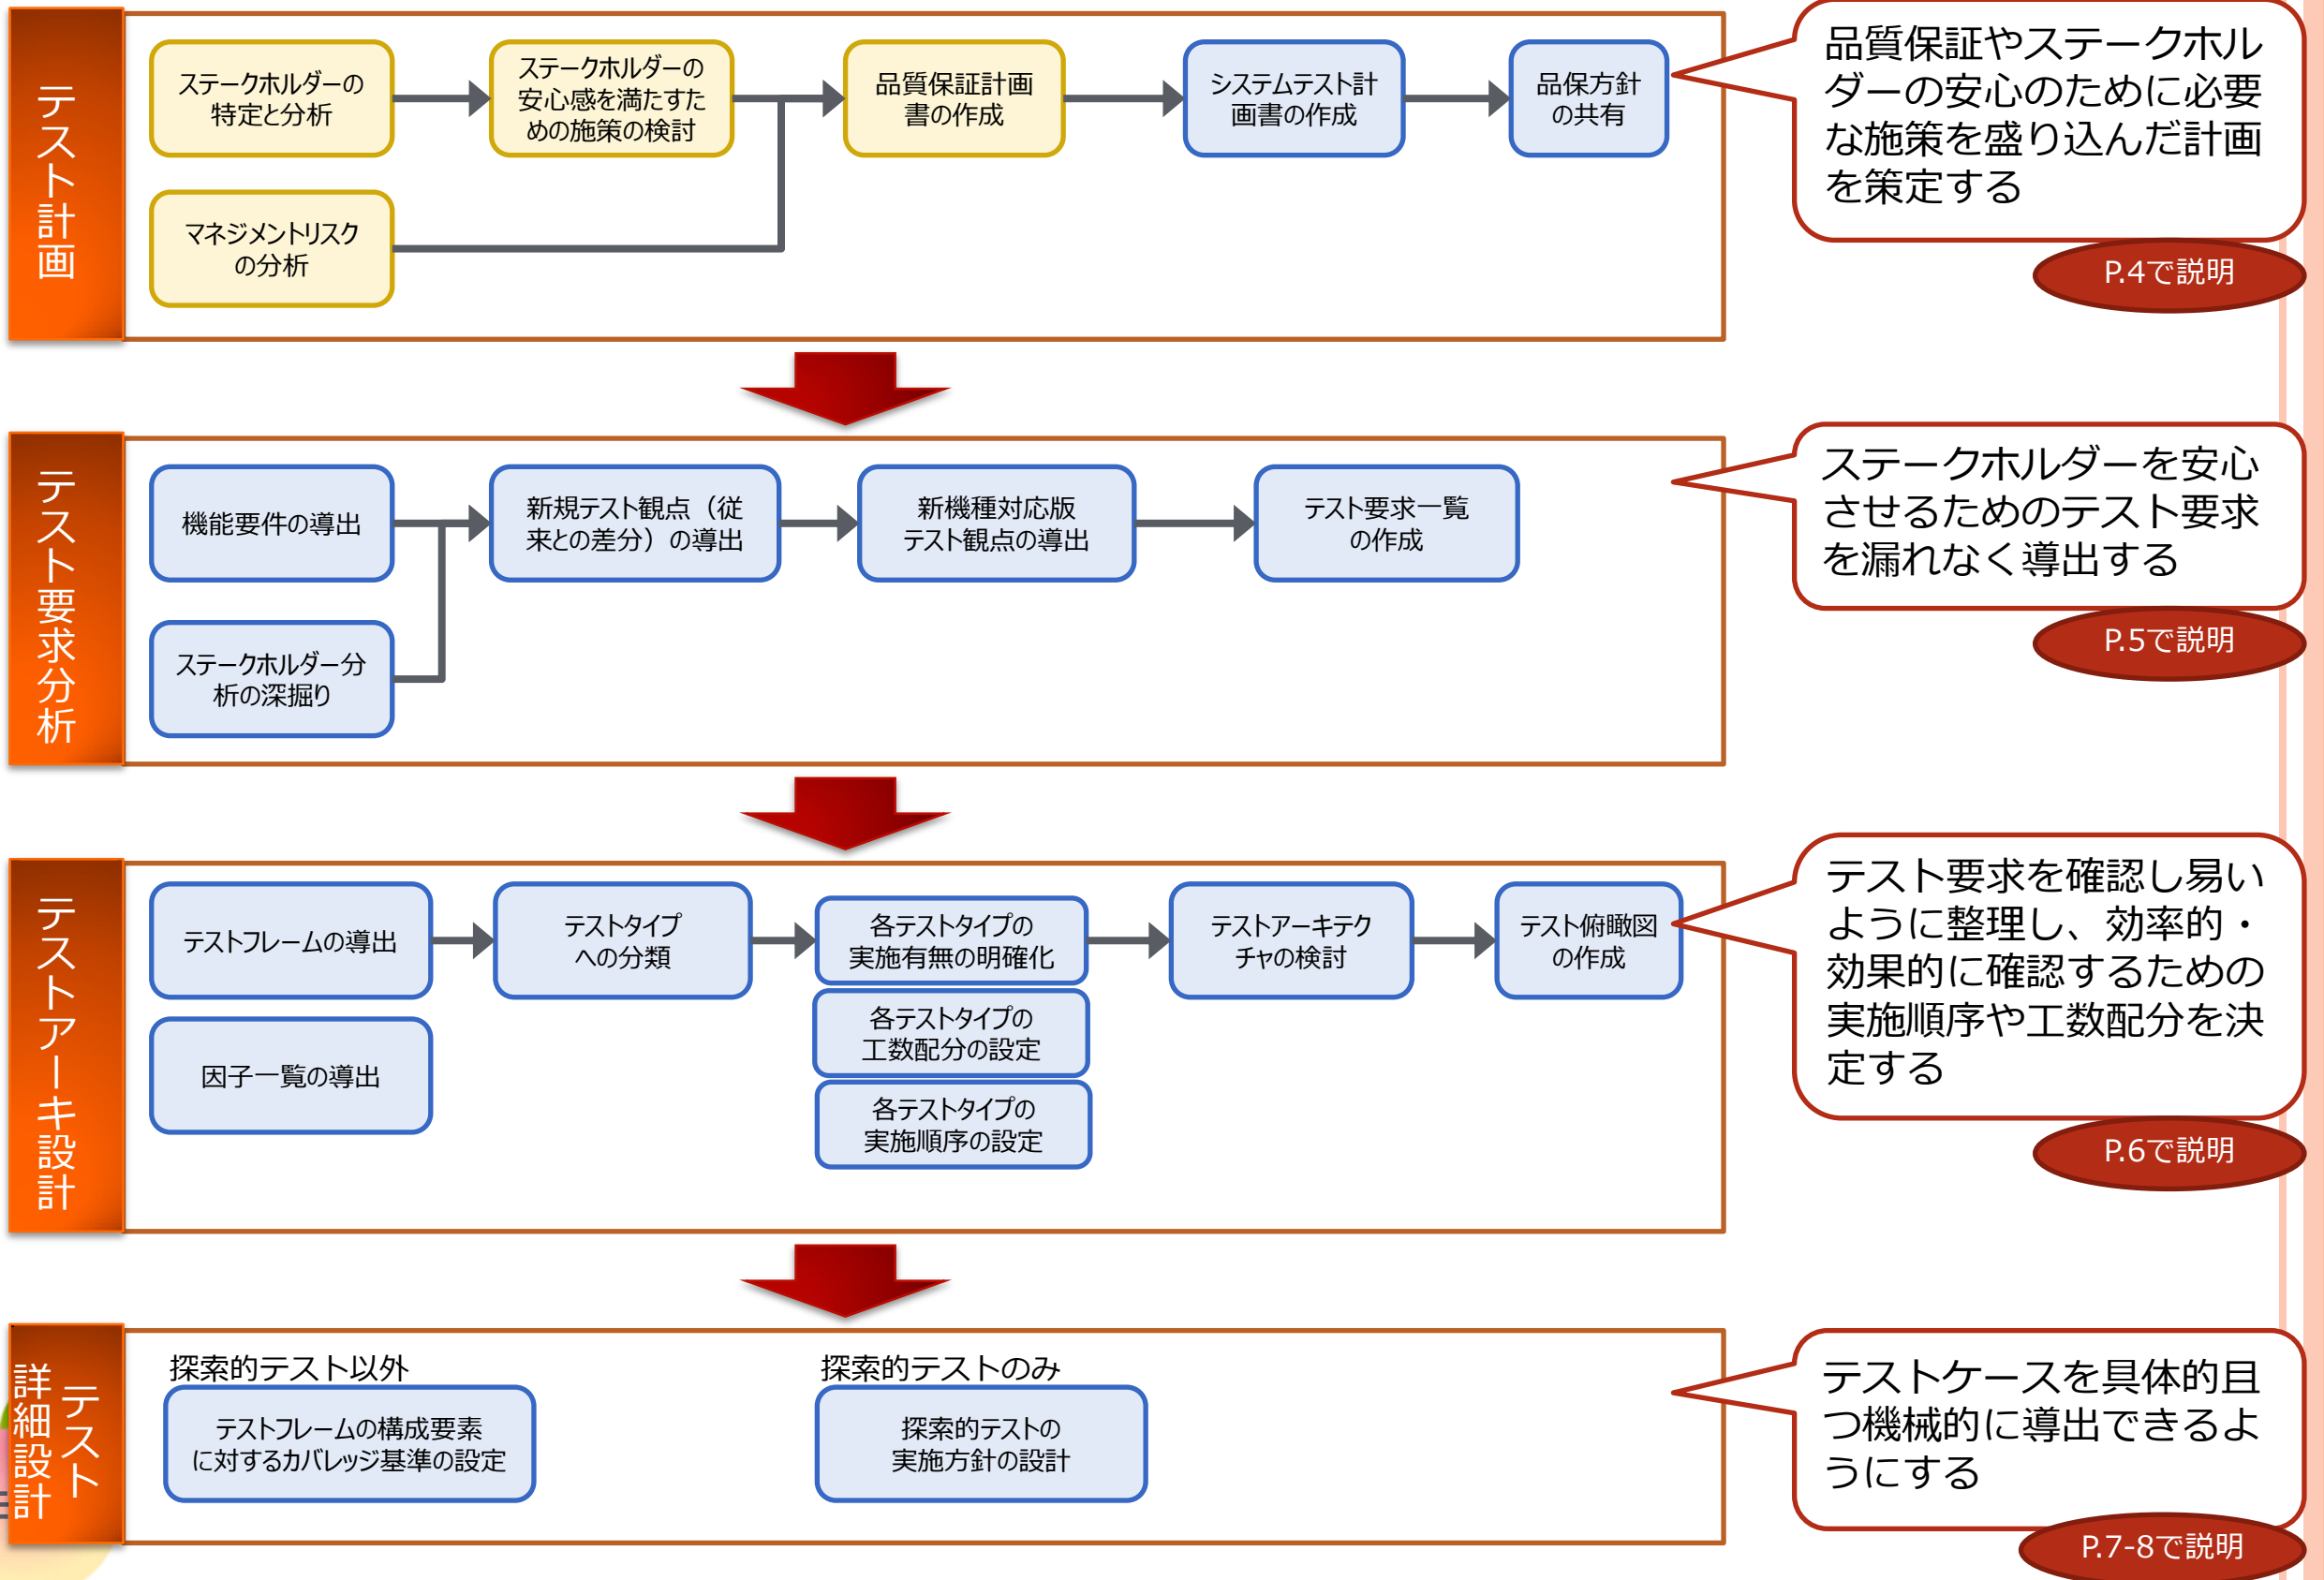 テスト計画
ステークホルダーの
特定と分析
ステークホルダーの
安心感を満たすた
めの施策の検討
品質保証計画
書の作成
システムテスト計
画書の作成
品保方針
の共有
マネジメントリスク
の分析
品質保証やステークホル
ダーの安心のために必要
な施策を盛り込んだ計画
を策定する
P.4で説明
テスト要求分析
機能要件の導出
新規テスト観点（従
来との差分）の導出
新機種対応版
テスト観点の導出
テスト要求一覧
の作成
ステークホルダー分
析の深掘り
ステークホルダーを安心
させるためのテスト要求
を漏れなく導出する
P.5で説明
テストアーキ設計
テストフレームの導出
テストタイプ
への分類
各テストタイプの
実施有無の明確化
各テストタイプの
工数配分の設定
各テストタイプの
実施順序の設定
テストアーキテク
チャの検討
テスト俯瞰図
の作成
因子一覧の導出
テスト要求を確認し易い
ように整理し、効率的・
効果的に確認するための
実施順序や工数配分を決
定する
P.6で説明
テスト
詳細設計
探索的テスト以外
テストフレームの構成要素
に対するカバレッジ基準の設定
探索的テストのみ
探索的テストの
実施方針の設計
テストケースを具体的且
つ機械的に導出できるよ
うにする
P.7-8で説明